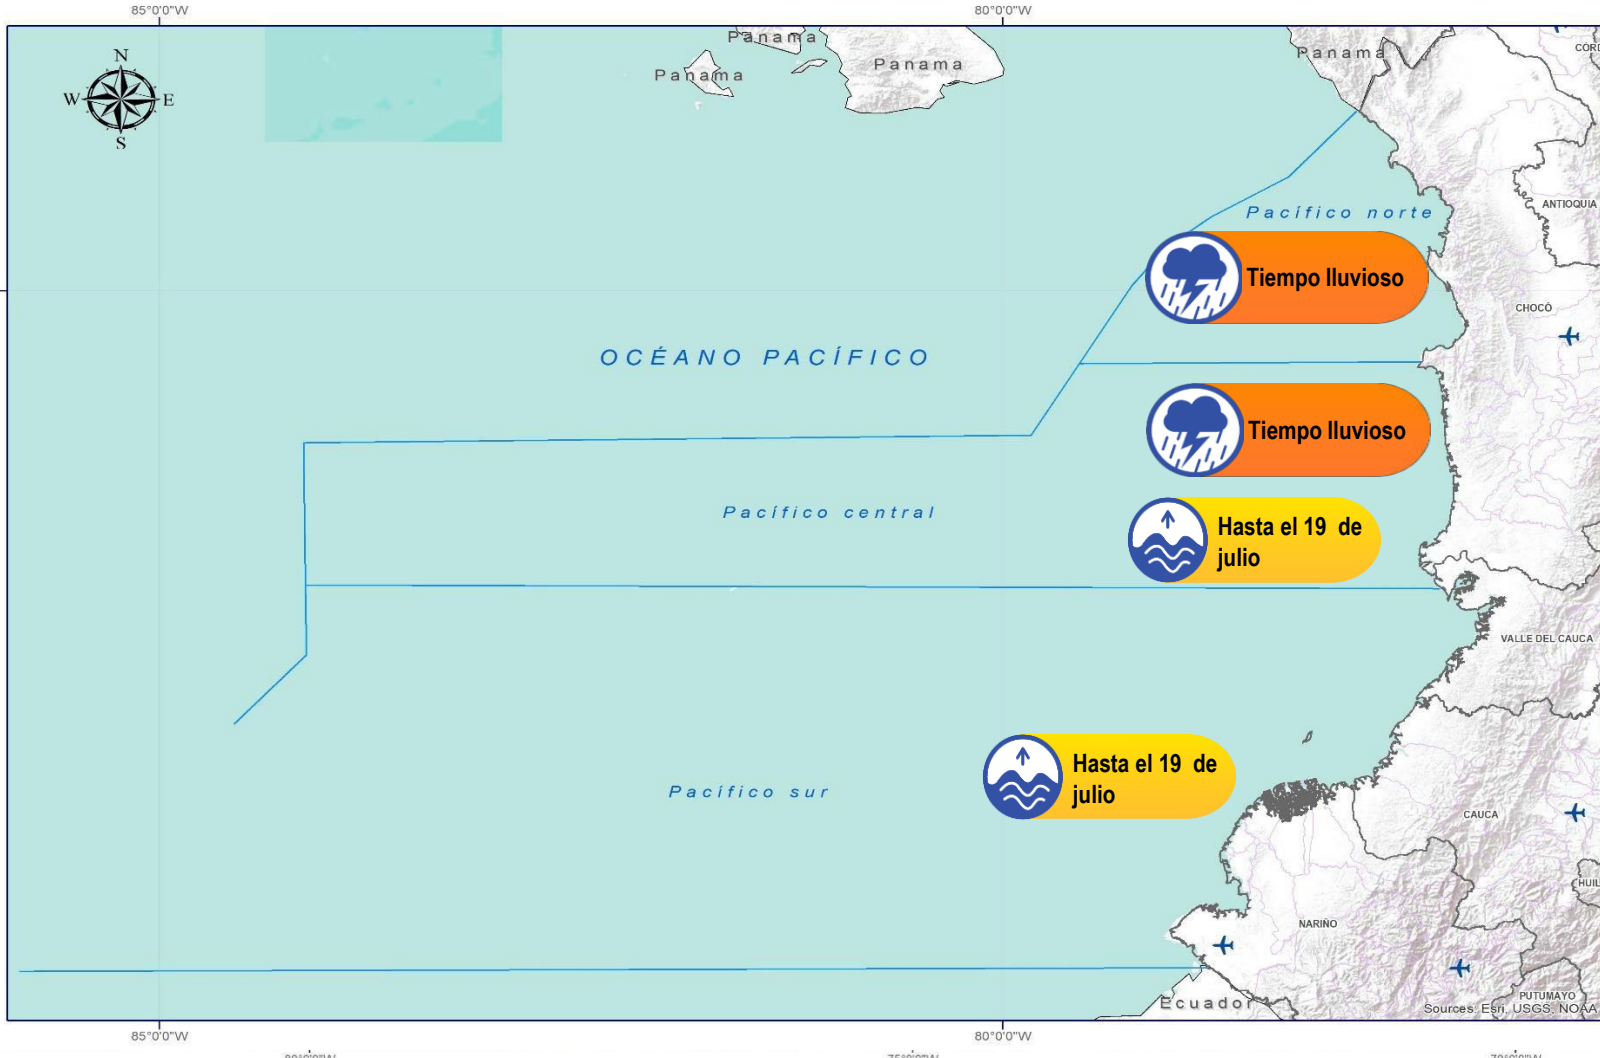 85°0'0"W
80°0'0"W
N
W
E
S
Panama
Panama
Panama
Panama
CÓRD
ANTIOQUIA
Pacífico norte
Tiempo lluvioso
CHOCÓ
OCÉANO PACÍFICO
Tiempo lluvioso
Pacífico central
Hasta el 19 de
julio
VALLE DEL CAUCA
Pacífico sur
Hasta el 19 de
julio
CAUCA
HUIL
NARIÑO
PUTUMAYO
Ecuador
Sources: Esri, USGS, NOAA
85°0'0"W
80°0'0"W